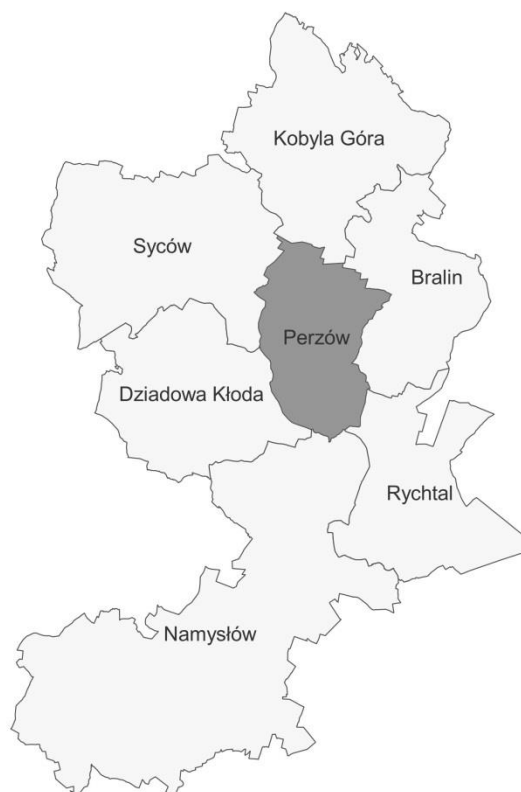 Kobyla Góra
Syców
Bralin
Perzów
Dziadowa Kłoda
Rychtal
Namysłów